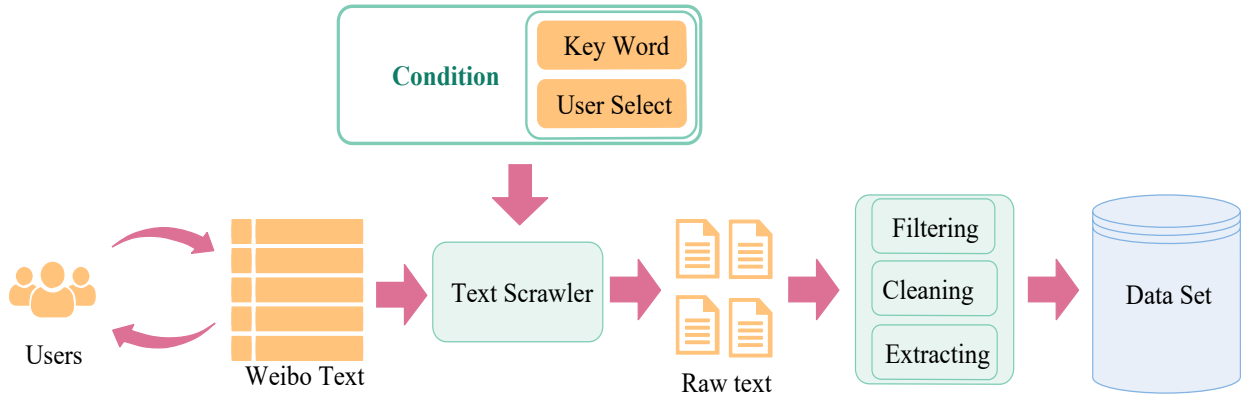 Key Word
Condition
User Select
Users
Weibo Text
Text Scrawler
Raw text
Filtering
Cleaning
Extracting
Data Set